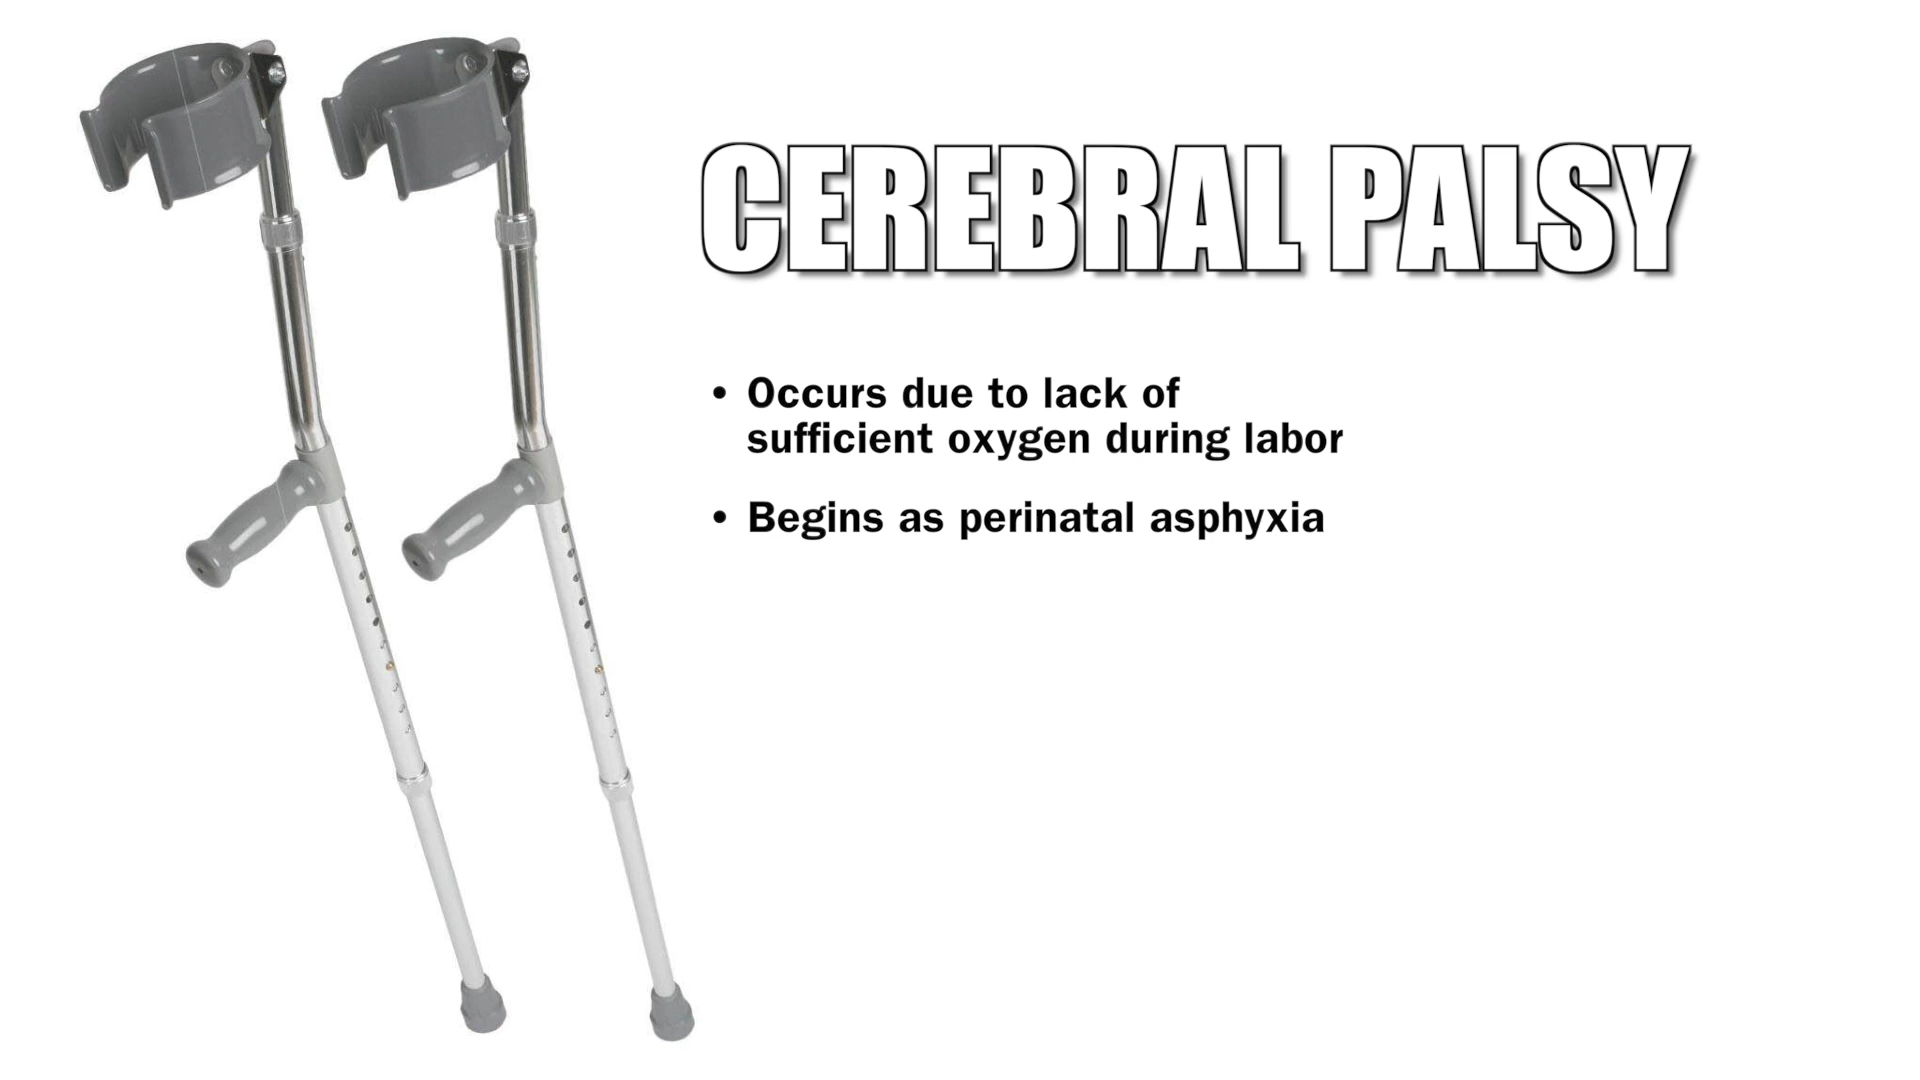 CEREBRAL PALSY
• Occurs due to lack of
sufficient oxygen during labor
• Begins as perinatal asphyxia